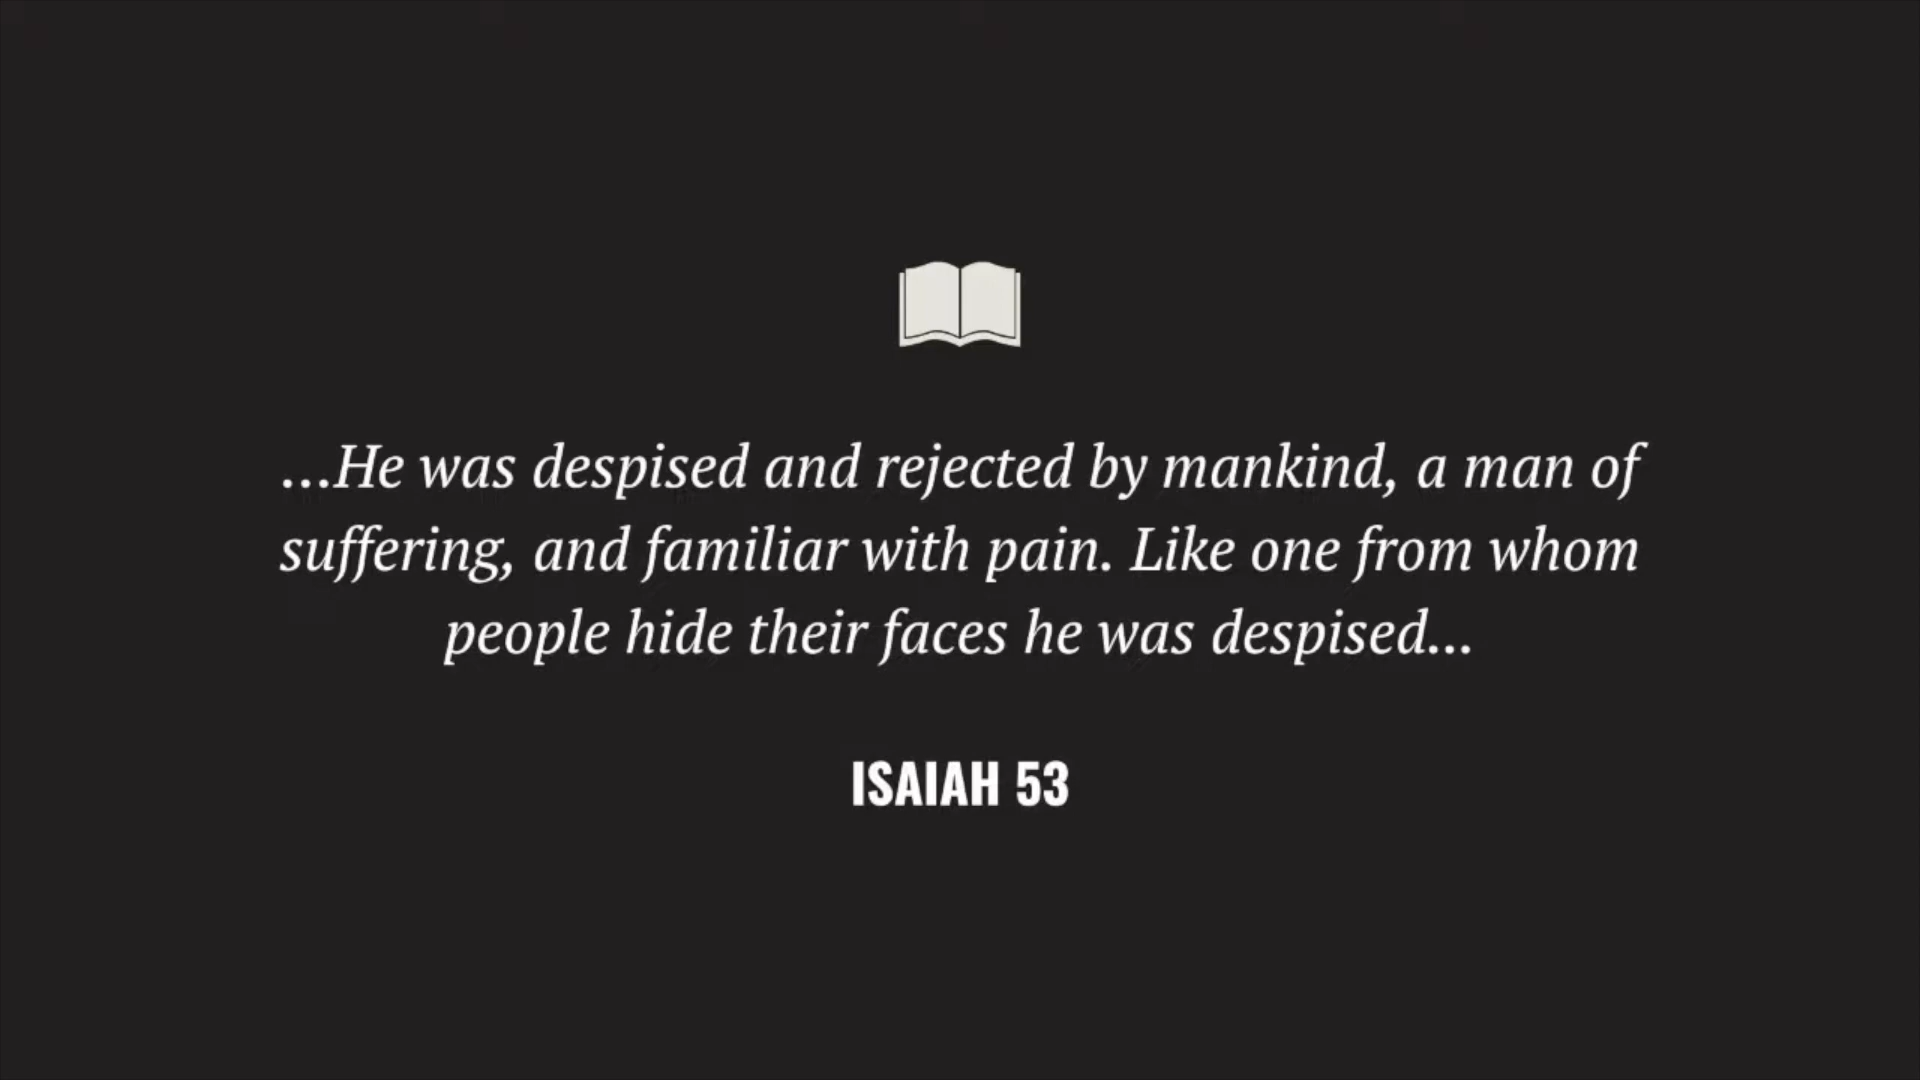 ...He was despised and rejected by mankind, a man of
suffering, and familiar with pain. Like one from whom
people hide their faces he was despised...
ISAIAH 53